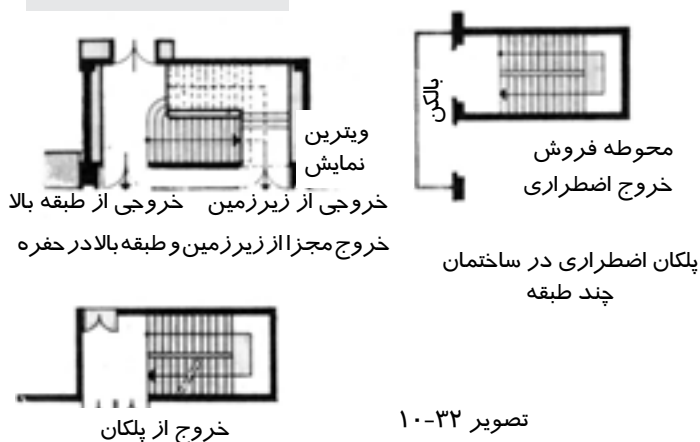 بالکن
محوطه فروش
خروج اضطراری
پلکان اضطراری در ساختمان
چند طبقه
ویترین
نمایش
خروجی از زیرزمین
خروجی از طبقه بالا
خروج مجزا از زیرزمین و طبقه بالا در حفره
خروج از پلکان
تصویر ۳۲-۱۰